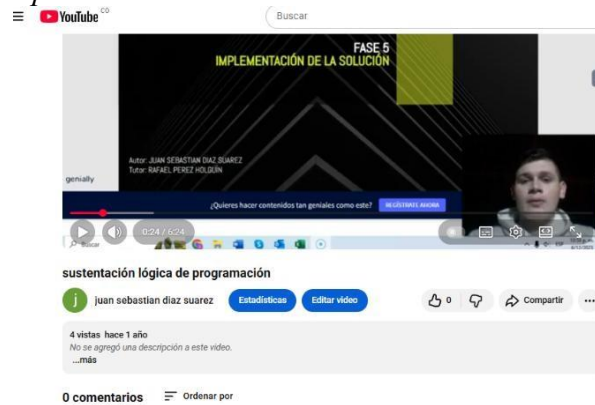 YouTube CO
Buscar
FASE 5
IMPLEMENTACIÓN DE LA SOLUCIÓN
Autor: JUAN SEBASTIAN DIAZ SUAREZ
Tutor: RAFAEL PEREZ HOLGUÍN
genially
¿Quieres hacer contenidos tan geniales como este? REGÍSTRATE AHORA
0:24 / 6:24
Buscar
ESP
sustentación lógica de programación
j juan sebastian diaz suarez Estadísticas Editar video 0 Compartir ...
4 vistas hace 1 año
No se agregó una descripción a este video.
...más
0 comentarios Ordenar por